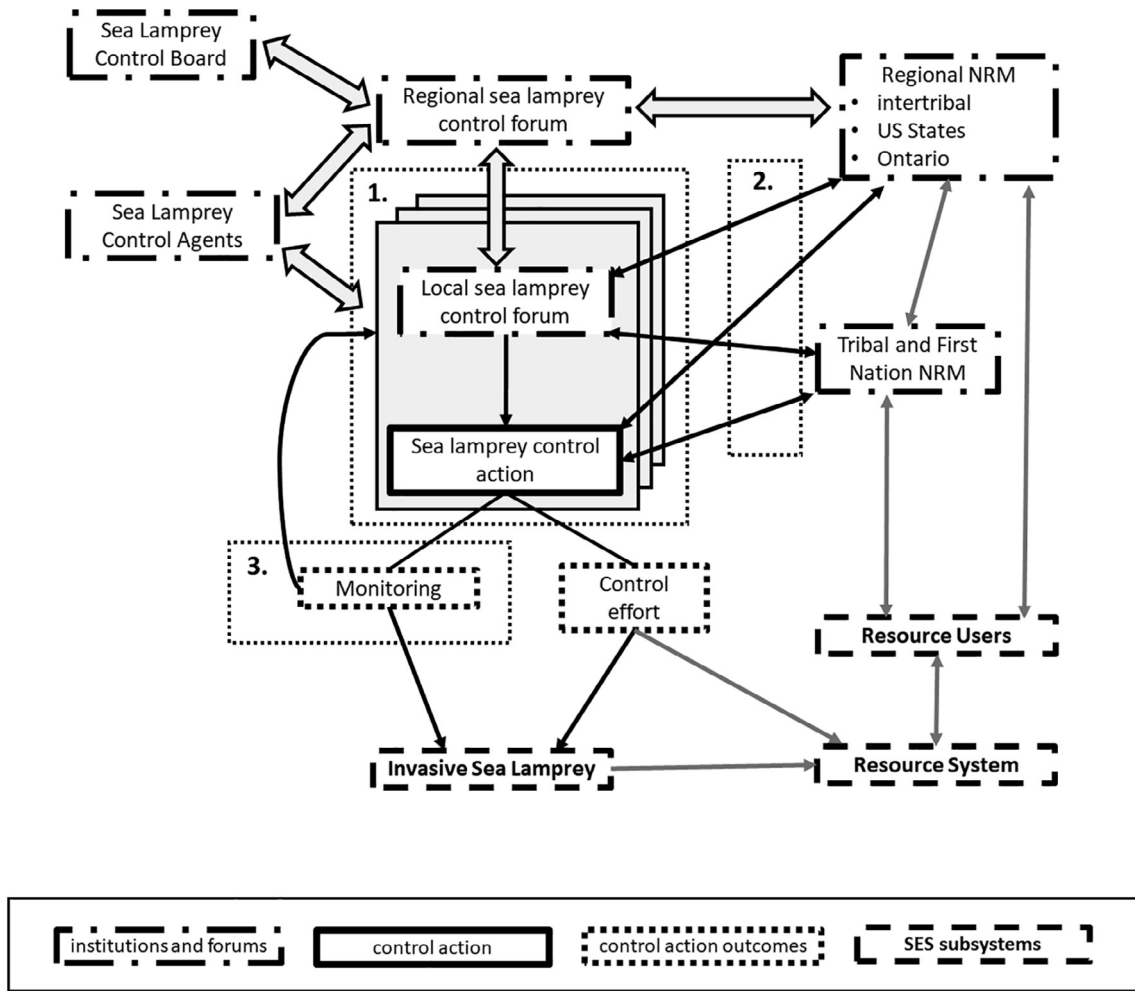 Sea Lamprey
Control Board
Regional sea lamprey
control forum
Regional NRM
• intertribal
• US States
• Ontario
Sea Lamprey
Control Agents
1.
2.
Local sea lamprey
control forum
Tribal and First
Nation NRM
Sea lamprey control
action
3.
Monitoring
Control
effort
Resource Users
Invasive Sea Lamprey
Resource System
institutions and forums
control action
control action outcomes
SES subsystems